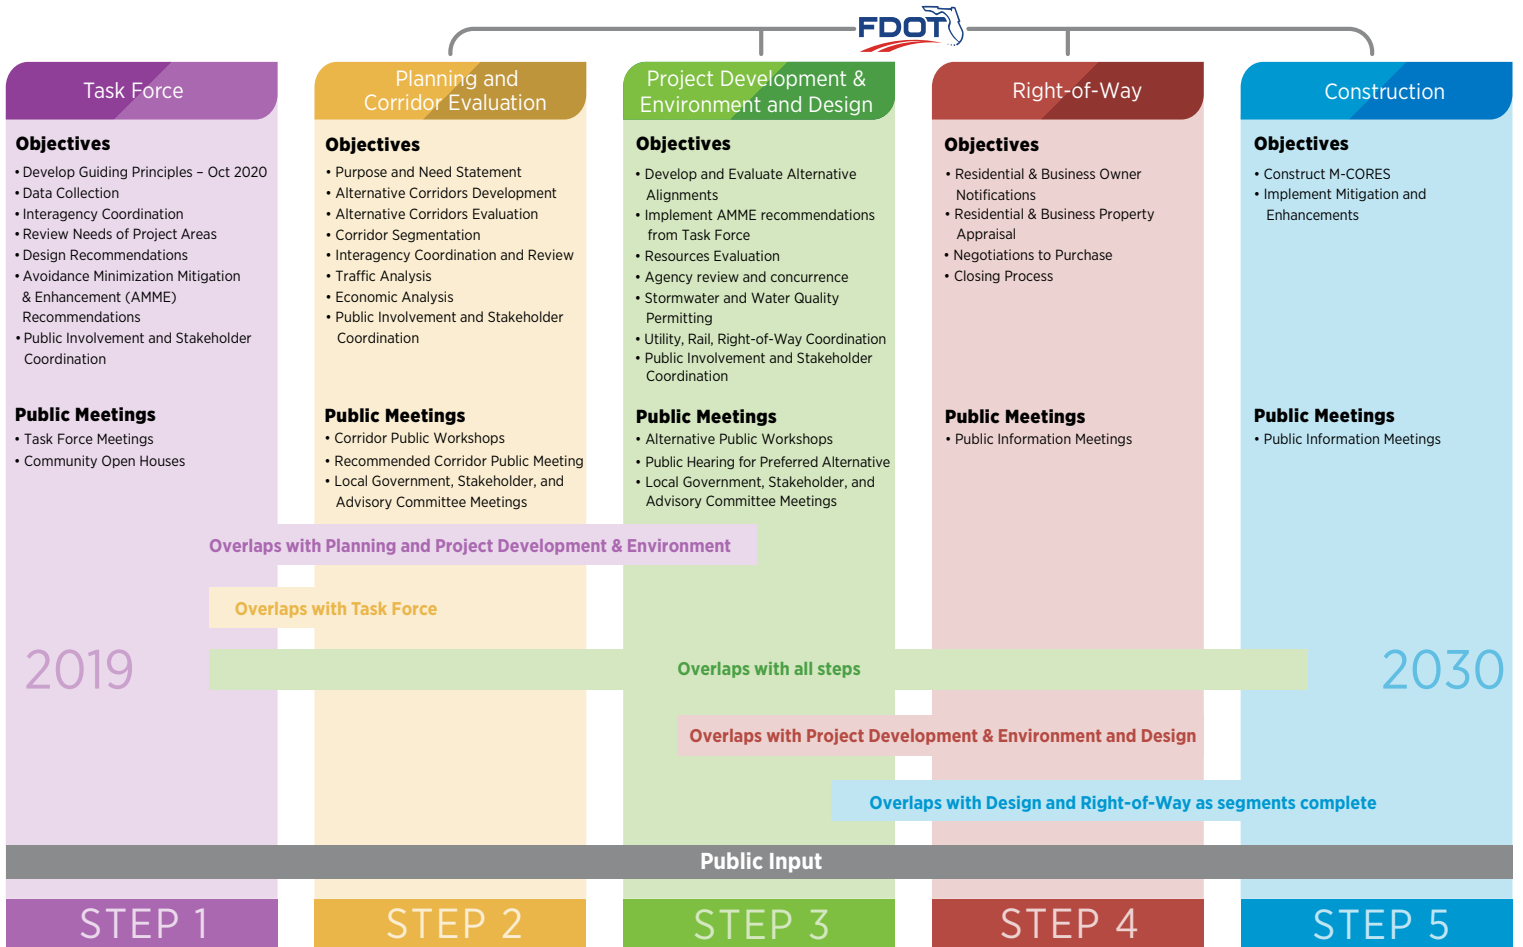 FDOT
Task Force
Objectives
• Develop Guiding Principles – Oct 2020
• Data Collection
• Interagency Coordination
• Review Needs of Project Areas
• Design Recommendations
• Avoidance Minimization Mitigation
& Enhancement (AMME)
Recommendations
• Public Involvement and Stakeholder
Coordination
Public Meetings
• Task Force Meetings
• Community Open Houses
Planning and
Corridor Evaluation
Objectives
• Purpose and Need Statement
• Alternative Corridors Development
• Alternative Corridors Evaluation
• Corridor Segmentation
• Interagency Coordination and Review
• Traffic Analysis
• Economic Analysis
• Public Involvement and Stakeholder
Coordination
Public Meetings
• Corridor Public Workshops
• Recommended Corridor Public Meeting
• Local Government, Stakeholder, and
Advisory Committee Meetings
Project Development &
Environment and Design
Objectives
• Develop and Evaluate Alternative
Alignments
• Implement AMME recommendations
from Task Force
• Resources Evaluation
• Agency review and concurrence
• Stormwater and Water Quality
Permitting
• Utility, Rail, Right-of-Way Coordination
• Public Involvement and Stakeholder
Coordination
Public Meetings
• Alternative Public Workshops
• Public Hearing for Preferred Alternative
• Local Government, Stakeholder, and
Advisory Committee Meetings
Right-of-Way
Objectives
• Residential & Business Owner
Notifications
• Residential & Business Property
Appraisal
• Negotiations to Purchase
• Closing Process
Public Meetings
• Public Information Meetings
Construction
Objectives
• Construct M-CORES
• Implement Mitigation and
Enhancements
Public Meetings
• Public Information Meetings
Overlaps with Planning and Project Development & Environment
Overlaps with Task Force
2019
Overlaps with all steps
2030
Overlaps with Project Development & Environment and Design
Overlaps with Design and Right-of-Way as segments complete
Public Input
STEP 1
STEP 2
STEP 3
STEP 4
STEP 5